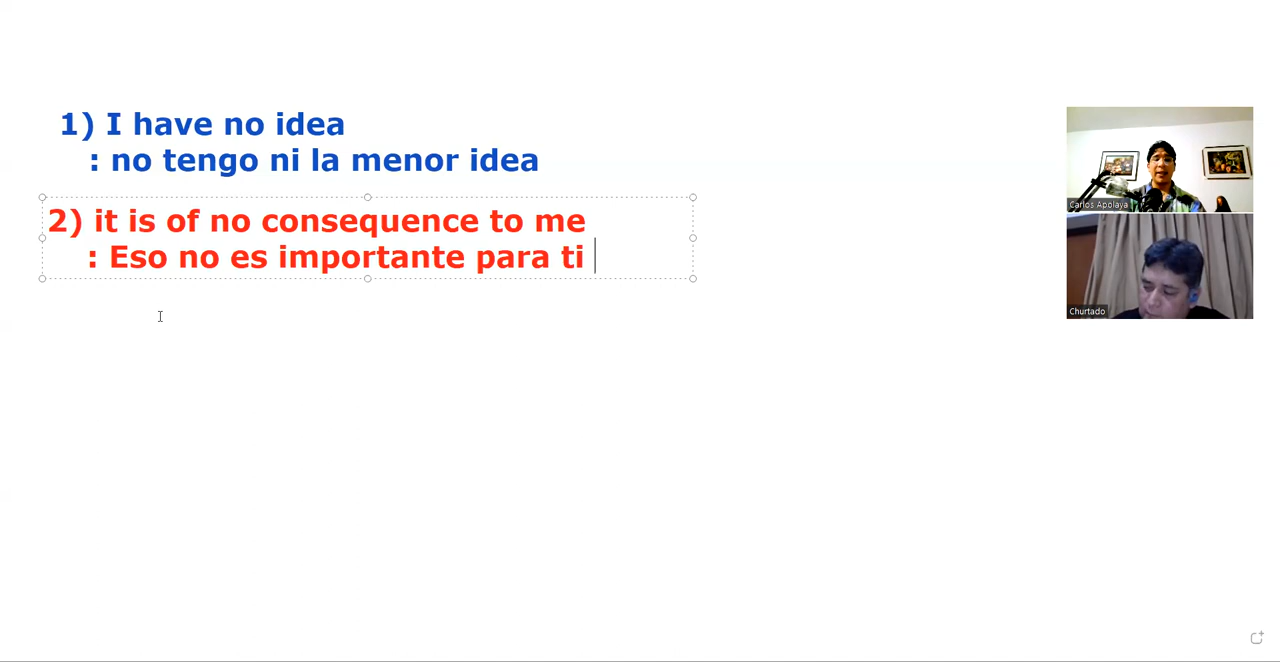 1) I have no idea
: no tengo ni la menor idea
2) it is of no consequence to me
: Eso no es importante para ti
Carlos Apolaya
Churtado